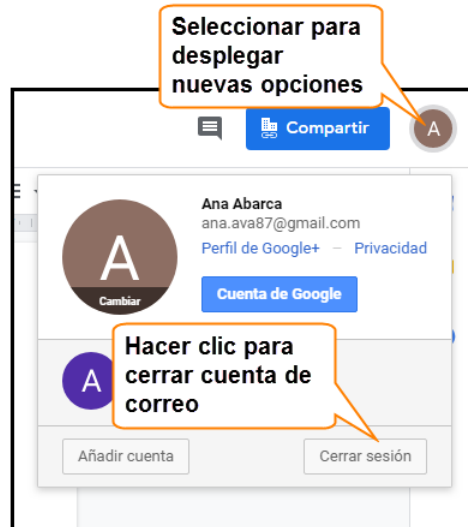 Seleccionar para
desplegar
nuevas opciones
Compartir
A
A
Cambiar
Ana Abarca
ana.ava87@gmail.com
Perfil de Google+ – Privacidad
Cuenta de Google
A
Hacer clic para
cerrar cuenta de
correo
Añadir cuenta
Cerrar sesión